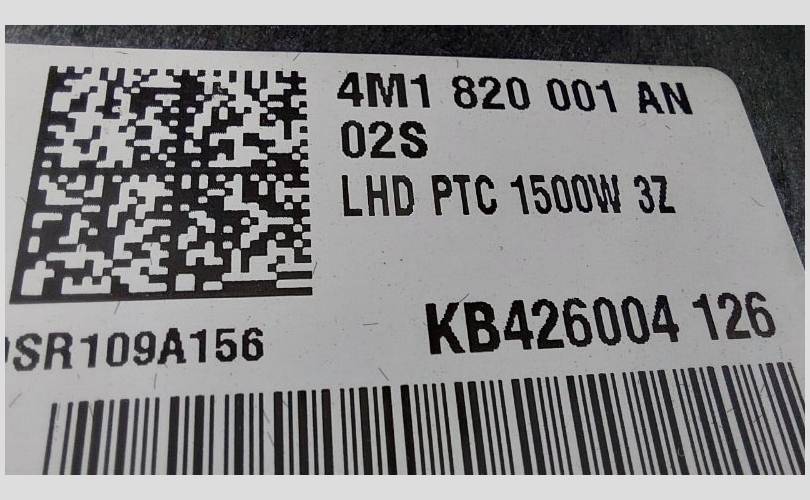 4M1 820 001 AN
02S
LHD PTC 1500W 3Z
KB426004 126
SR109A156